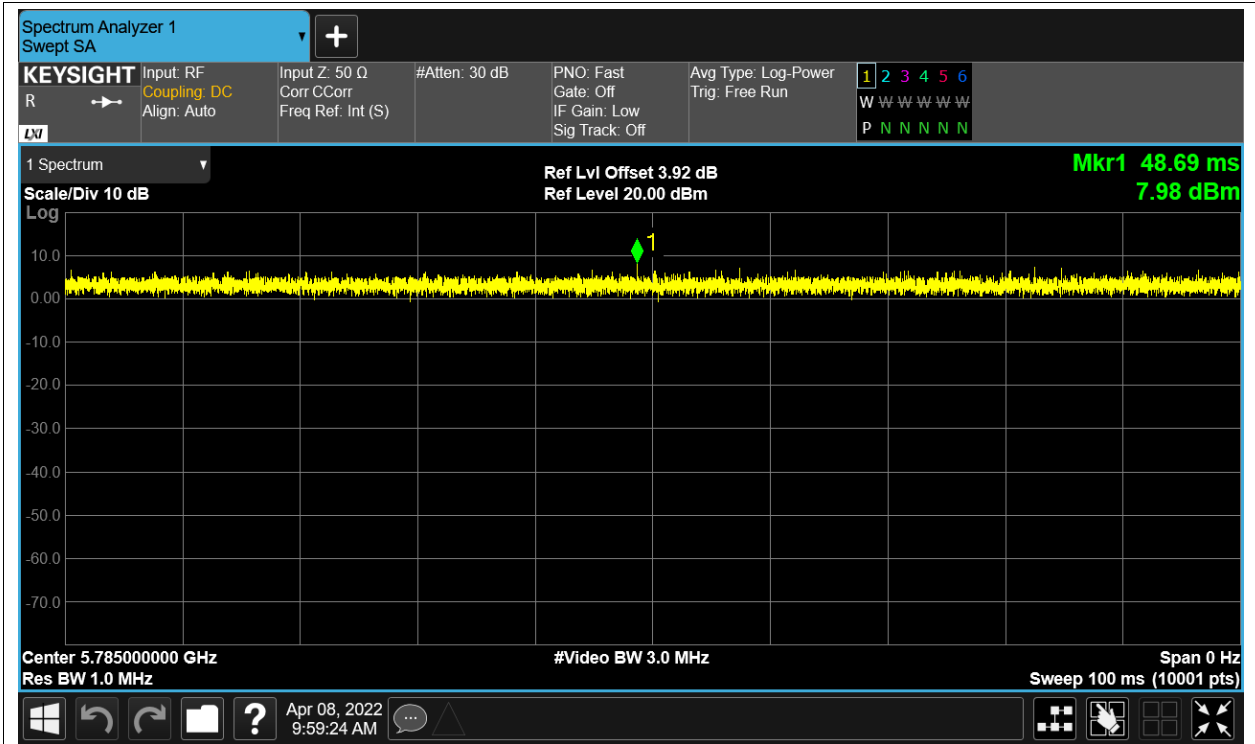 Spectrum Analyzer 1
Swept SA
KEYSIGHT
R
LXI
Input: RF
Coupling: DC
Align: Auto
Input Z: 50 Ω
Corr CCorr
Freq Ref: Int (S)
#Atten: 30 dB
PNO: Fast
Gate: Off
IF Gain: Low
Sig Track: Off
Avg Type: Log-Power
Trig: Free Run
1 2 3 4 5 6
W W W W W W
P N N N N N
1 Spectrum
Scale/Div 10 dB
Log
Ref Lvl Offset 3.92 dB
Ref Level 20.00 dBm
Mkr1 48.69 ms
7.98 dBm
1
10.0
0.00
-10.0
-20.0
-30.0
-40.0
-50.0
-60.0
-70.0
Center 5.785000000 GHz
#Video BW 3.0 MHz
Span 0 Hz
Res BW 1.0 MHz
Sweep 100 ms (10001 pts)
?
Apr 08, 2022
9:59:24 AM